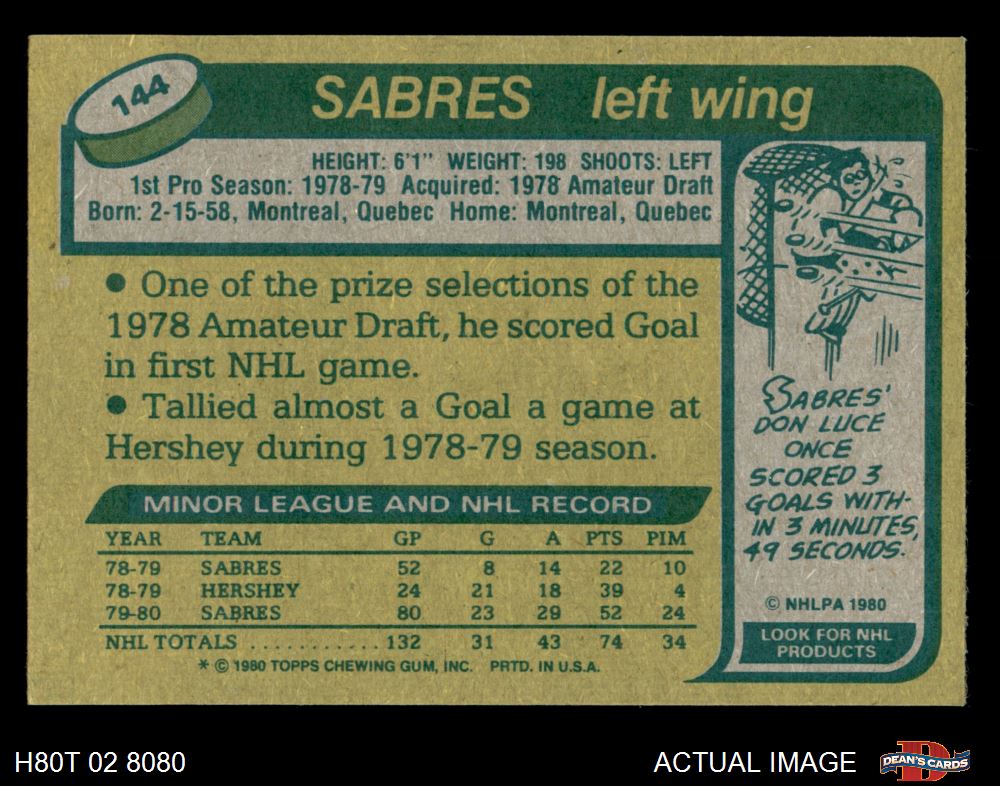 144
SABRES left wing
HEIGHT: 6'1" WEIGHT: 198 SHOOTS: LEFT
1st Pro Season: 1978-79 Acquired: 1978 Amateur Draft
Born: 2-15-58, Montreal, Quebec Home: Montreal, Quebec
● One of the prize selections of the
1978 Amateur Draft, he scored Goal
in first NHL game.
● Tallied almost a Goal a game at
Hershey during 1978-79 season.
MINOR LEAGUE AND NHL RECORD
YEAR TEAM GP G A PTS PIM
78-79 SABRES 52 8 14 22 10
78-79 HERSHEY 24 21 18 39 4
79-80 SABRES 80 23 29 52 24
NHL TOTALS ........... 132 31 43 74 34
* © 1980 TOPPS CHEWING GUM, INC. PRTD. IN U.S.A.
SABRES'
DON LUCE
ONCE
SCORED 3
GOALS WITH-
IN 3 MINUTES,
49 SECONDS.
© NHLPA 1980
LOOK FOR NHL
PRODUCTS
H80T 02 8080
ACTUAL IMAGE
D
DEAN'S CARDS